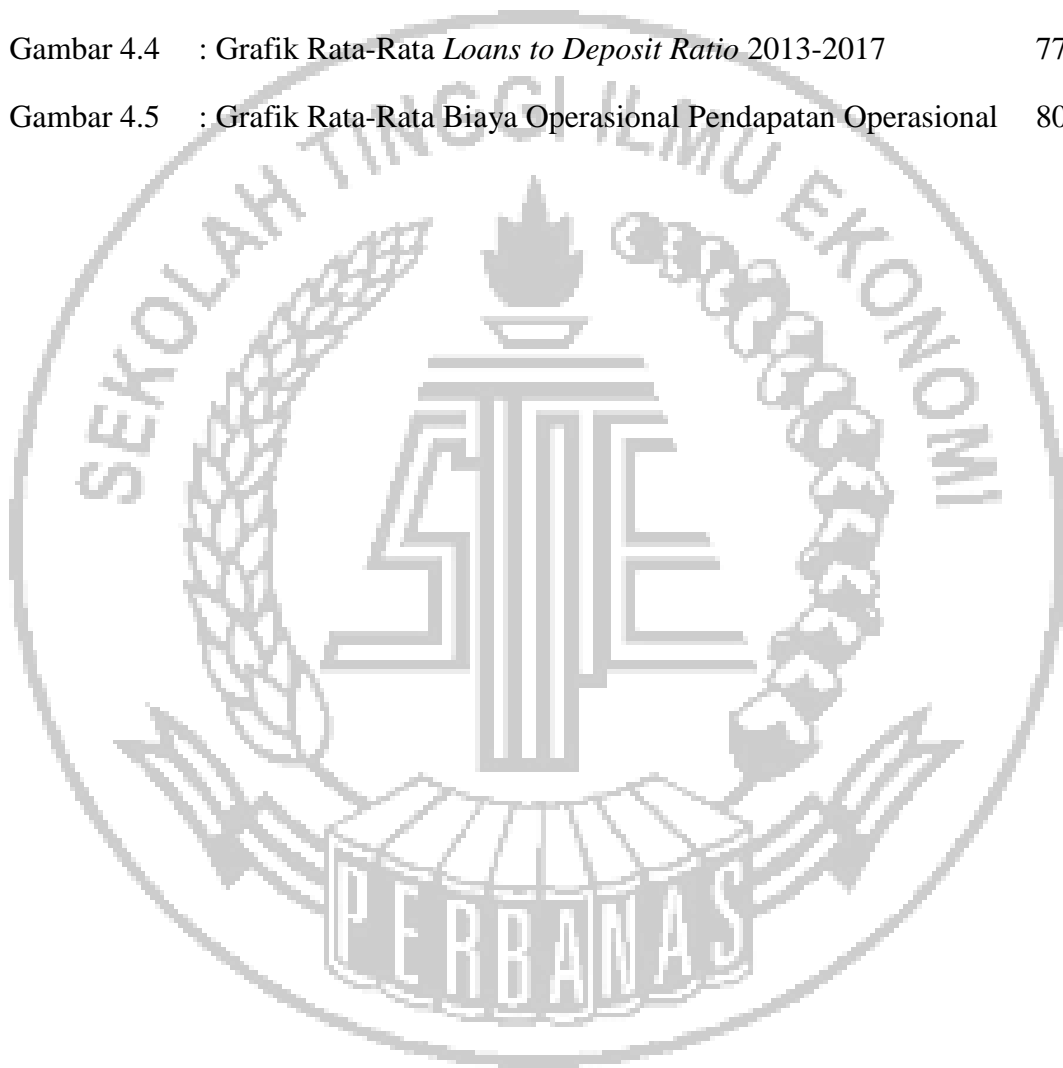 Gambar 4.4 : Grafik Rata-Rata Loans to Deposit Ratio 2013-2017 77
Gambar 4.5 : Grafik Rata-Rata Biaya Operasional Pendapatan Operasional 80
SEKOLAH TINGGI ILMU EKONOMI
STIE
PERBANAS